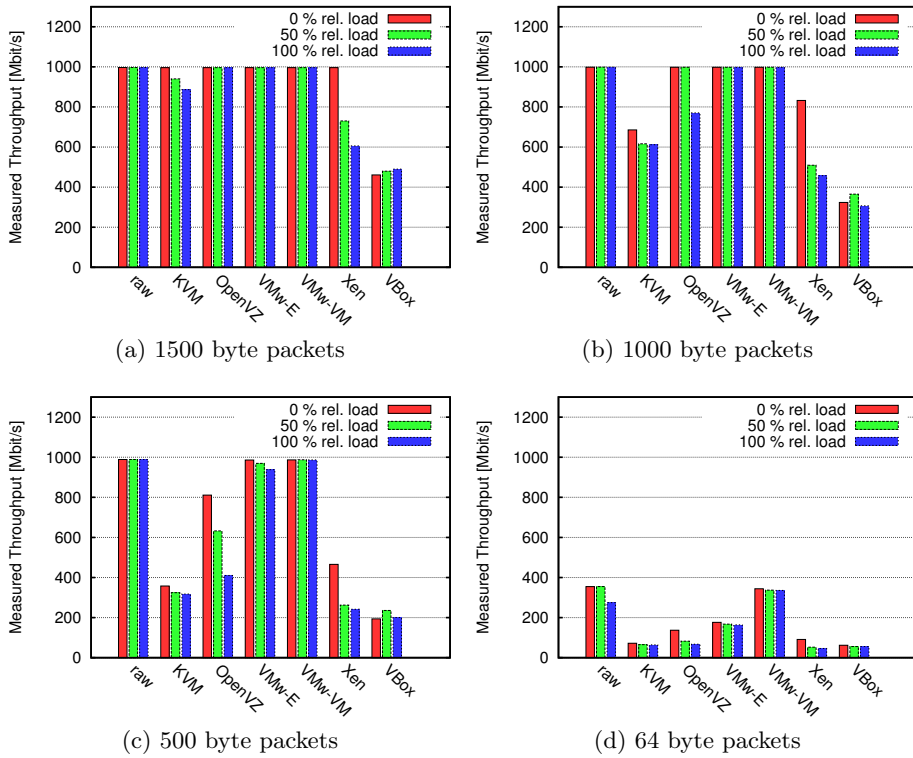 Measured Throughput [Mbit/s]
1200
1000
800
600
400
200
0
0 % rel. load
50 % rel. load
100 % rel. load
raw
KVM
OpenVZ
VMw-E
VMw-VM
Xen
VBox
(a) 1500 byte packets
Measured Throughput [Mbit/s]
1200
1000
800
600
400
200
0
0 % rel. load
50 % rel. load
100 % rel. load
raw
KVM
OpenVZ
VMw-E
VMw-VM
Xen
VBox
(b) 1000 byte packets
Measured Throughput [Mbit/s]
1200
1000
800
600
400
200
0
0 % rel. load
50 % rel. load
100 % rel. load
raw
KVM
OpenVZ
VMw-E
VMw-VM
Xen
VBox
(c) 500 byte packets
Measured Throughput [Mbit/s]
1200
1000
800
600
400
200
0
0 % rel. load
50 % rel. load
100 % rel. load
raw
KVM
OpenVZ
VMw-E
VMw-VM
Xen
VBox
(d) 64 byte packets